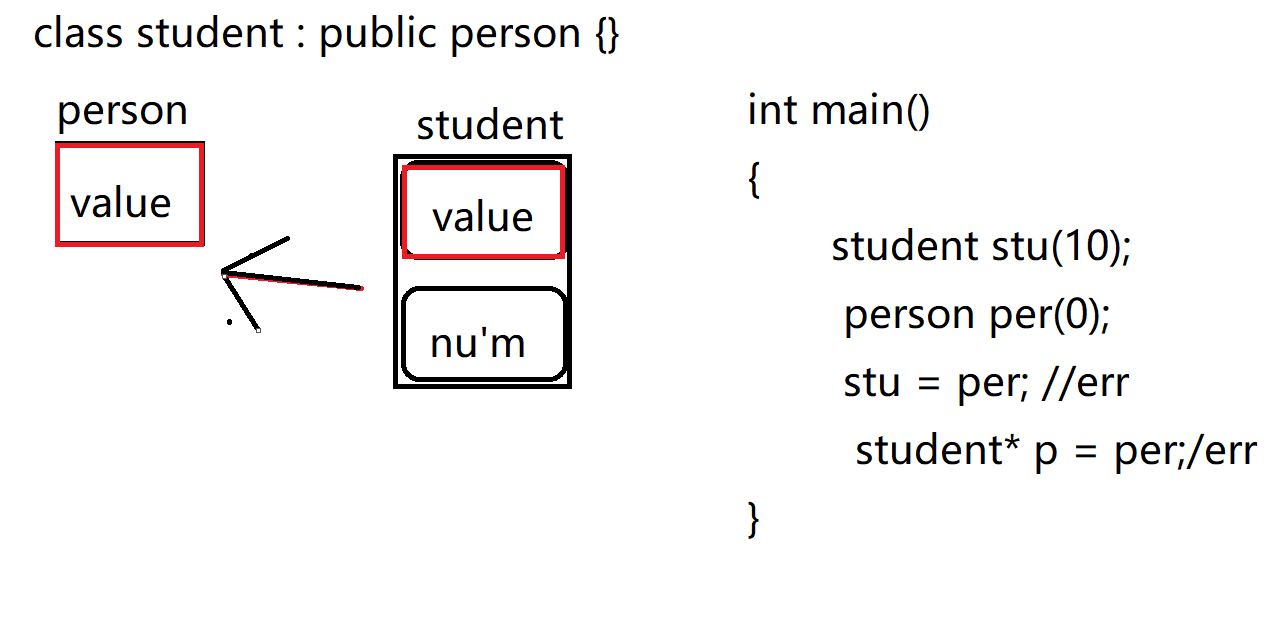 class student : public person {}
person
value
student
value
nu'm
int main()
{
student stu(10);
person per(0);
stu = per; //err
student* p = per;/err
}